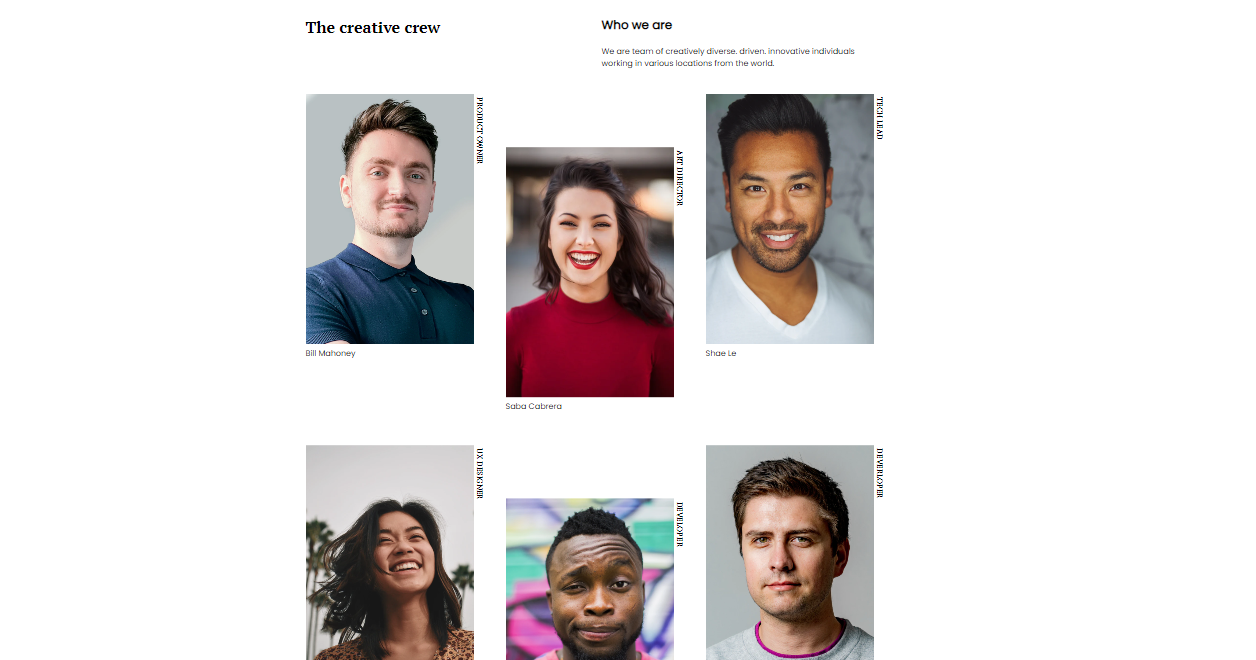 The creative crew
Who we are
We are team of creatively diverse. driven. innovative individuals
working in various locations from the world.
PRODUCT OWNER
Bill Mahoney
ART DIRECTOR
Saba Cabrera
TECH LEAD
Shae Le
UX DESIGNER
DEVELOPER
DEVERLOPER